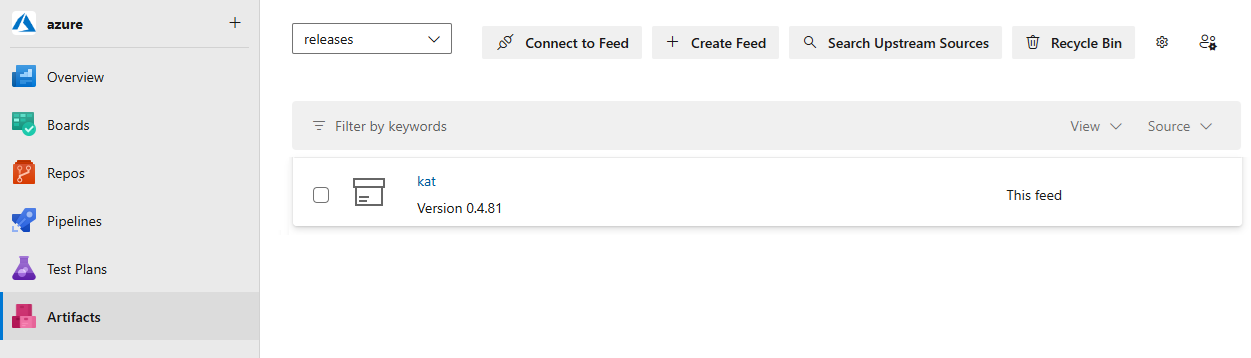 azure
Overview
Boards
Repos
Pipelines
Test Plans
Artifacts
releases
Connect to Feed
Create Feed
Search Upstream Sources
Recycle Bin
Filter by keywords
View
Source
kat
Version 0.4.81
This feed